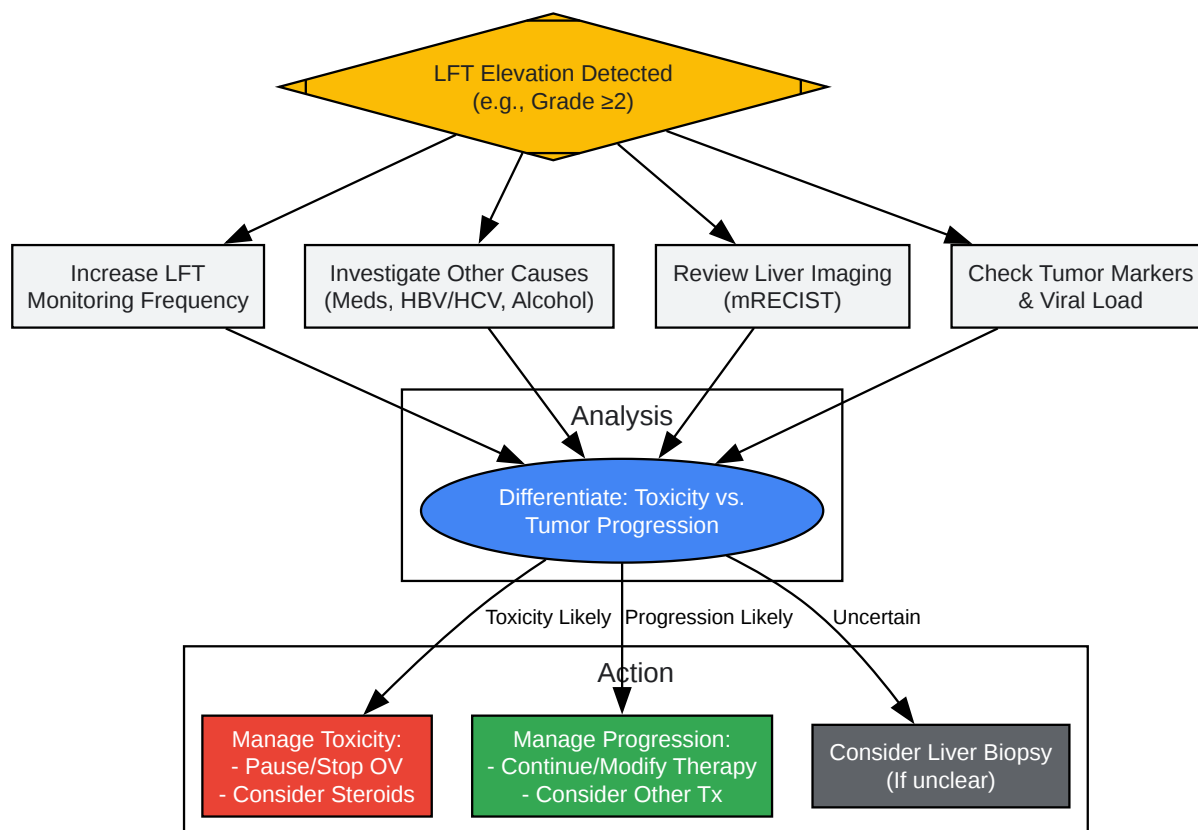 LFT Elevation Detected
(e.g., Grade ≥2)
Increase LFT
Monitoring Frequency
Investigate Other Causes
(Meds, HBV/HCV, Alcohol)
Review Liver Imaging
(mRECIST)
Check Tumor Markers
& Viral Load
Analysis
Differentiate: Toxicity vs.
Tumor Progression
Toxicity Likely
Progression Likely
Uncertain
Action
Manage Toxicity:
- Pause/Stop OV
- Consider Steroids
Manage Progression:
- Continue/Modify Therapy
- Consider Other Tx
Consider Liver Biopsy
(If unclear)